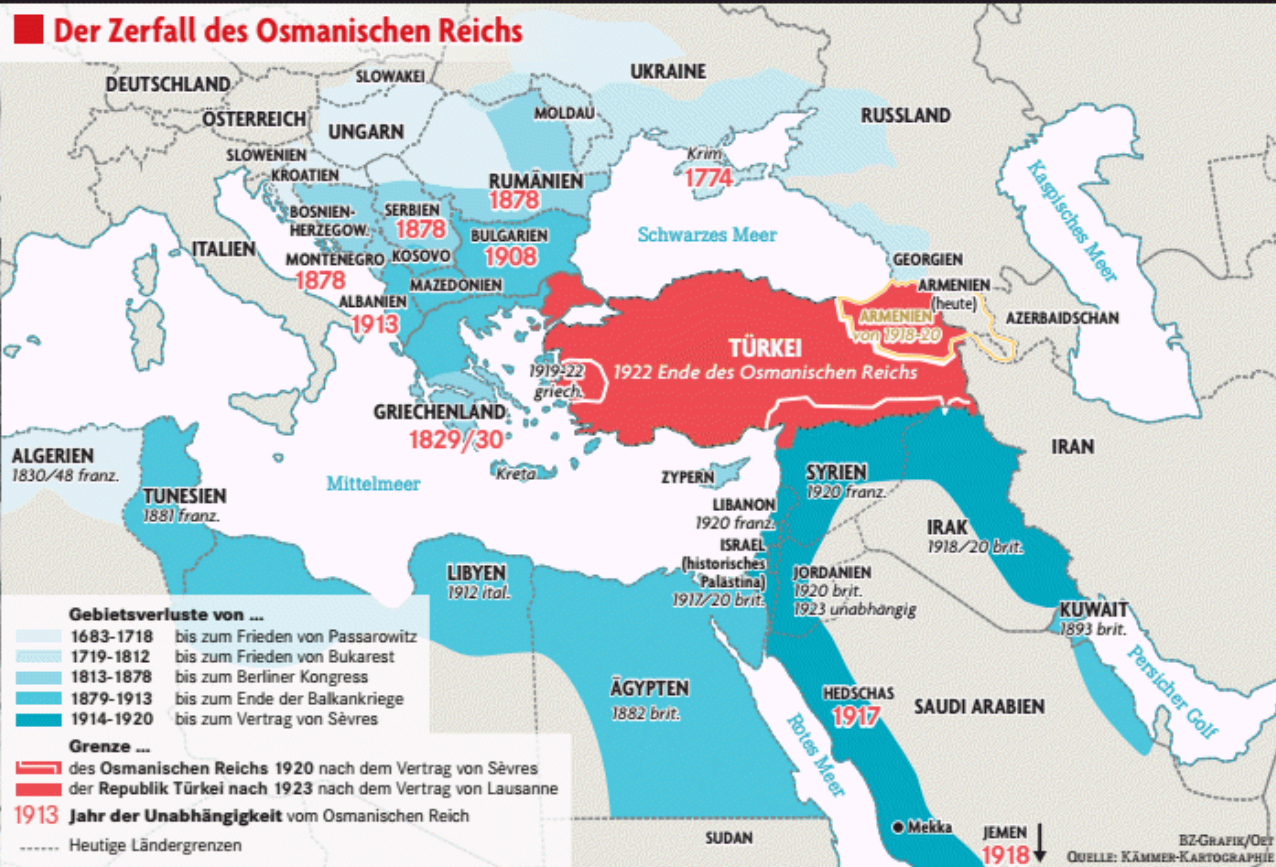 Der Zerfall des Osmanischen Reichs
DEUTSCHLAND
SLOWAKEI
UKRAINE
ÖSTERREICH
UNGARN
MOLDAU
RUSSLAND
SLOWENIEN
KROATIEN
Krim
1774
RUMÄNIEN
1878
BOSNIEN-
HERZEGOW.
SERBIEN
1878
BULGARIEN
1908
ITALIEN
MONTENEGRO
1878
KOSOVO
Schwarzes Meer
Kaspisches Meer
GEORGIEN
MAZEDONIEN
ALBANIEN
1913
ARMENIEN
(heute)
ARMENIEN
von 1918-20
AZERBAIDSCHAN
TÜRKEI
1922 Ende des Osmanischen Reichs
1919-22
griech.
GRIECHENLAND
1829/30
Kreta
ZYPERN
Mittelmeer
ALGERIEN
1830/48 franz.
TUNESIEN
1881 franz.
SYRIEN
1920 franz.
IRAN
LIBANON
1920 franz.
IRAK
1918/20 brit.
ISRAEL
(historisches
Palästina)
1917/20 brit.
JORDANIEN
1920 brit.
1923 unabhängig
LIBYEN
1912 ital.
KUWAIT
1893 brit.
Persicher Golf
ÄGYPTEN
1882 brit.
HEDSCHAS
1917
SAUDI ARABIEN
Rotes Meer
Mekka
SUDAN
JEMEN
1918
Gebietsverluste von ...
1683-1718 bis zum Frieden von Passarowitz
1719-1812 bis zum Frieden von Bukarest
1813-1878 bis zum Berliner Kongress
1879-1913 bis zum Ende der Balkankriege
1914-1920 bis zum Vertrag von Sèvres
Grenze ...
des Osmanischen Reichs 1920 nach dem Vertrag von Sèvres
der Republik Türkei nach 1923 nach dem Vertrag von Lausanne
1913 Jahr der Unabhängigkeit vom Osmanischen Reich
Heutige Ländergrenzen
BZ-GRAFIK/OET
QUELLE: KÄMMER-KARTOGRAPHIE